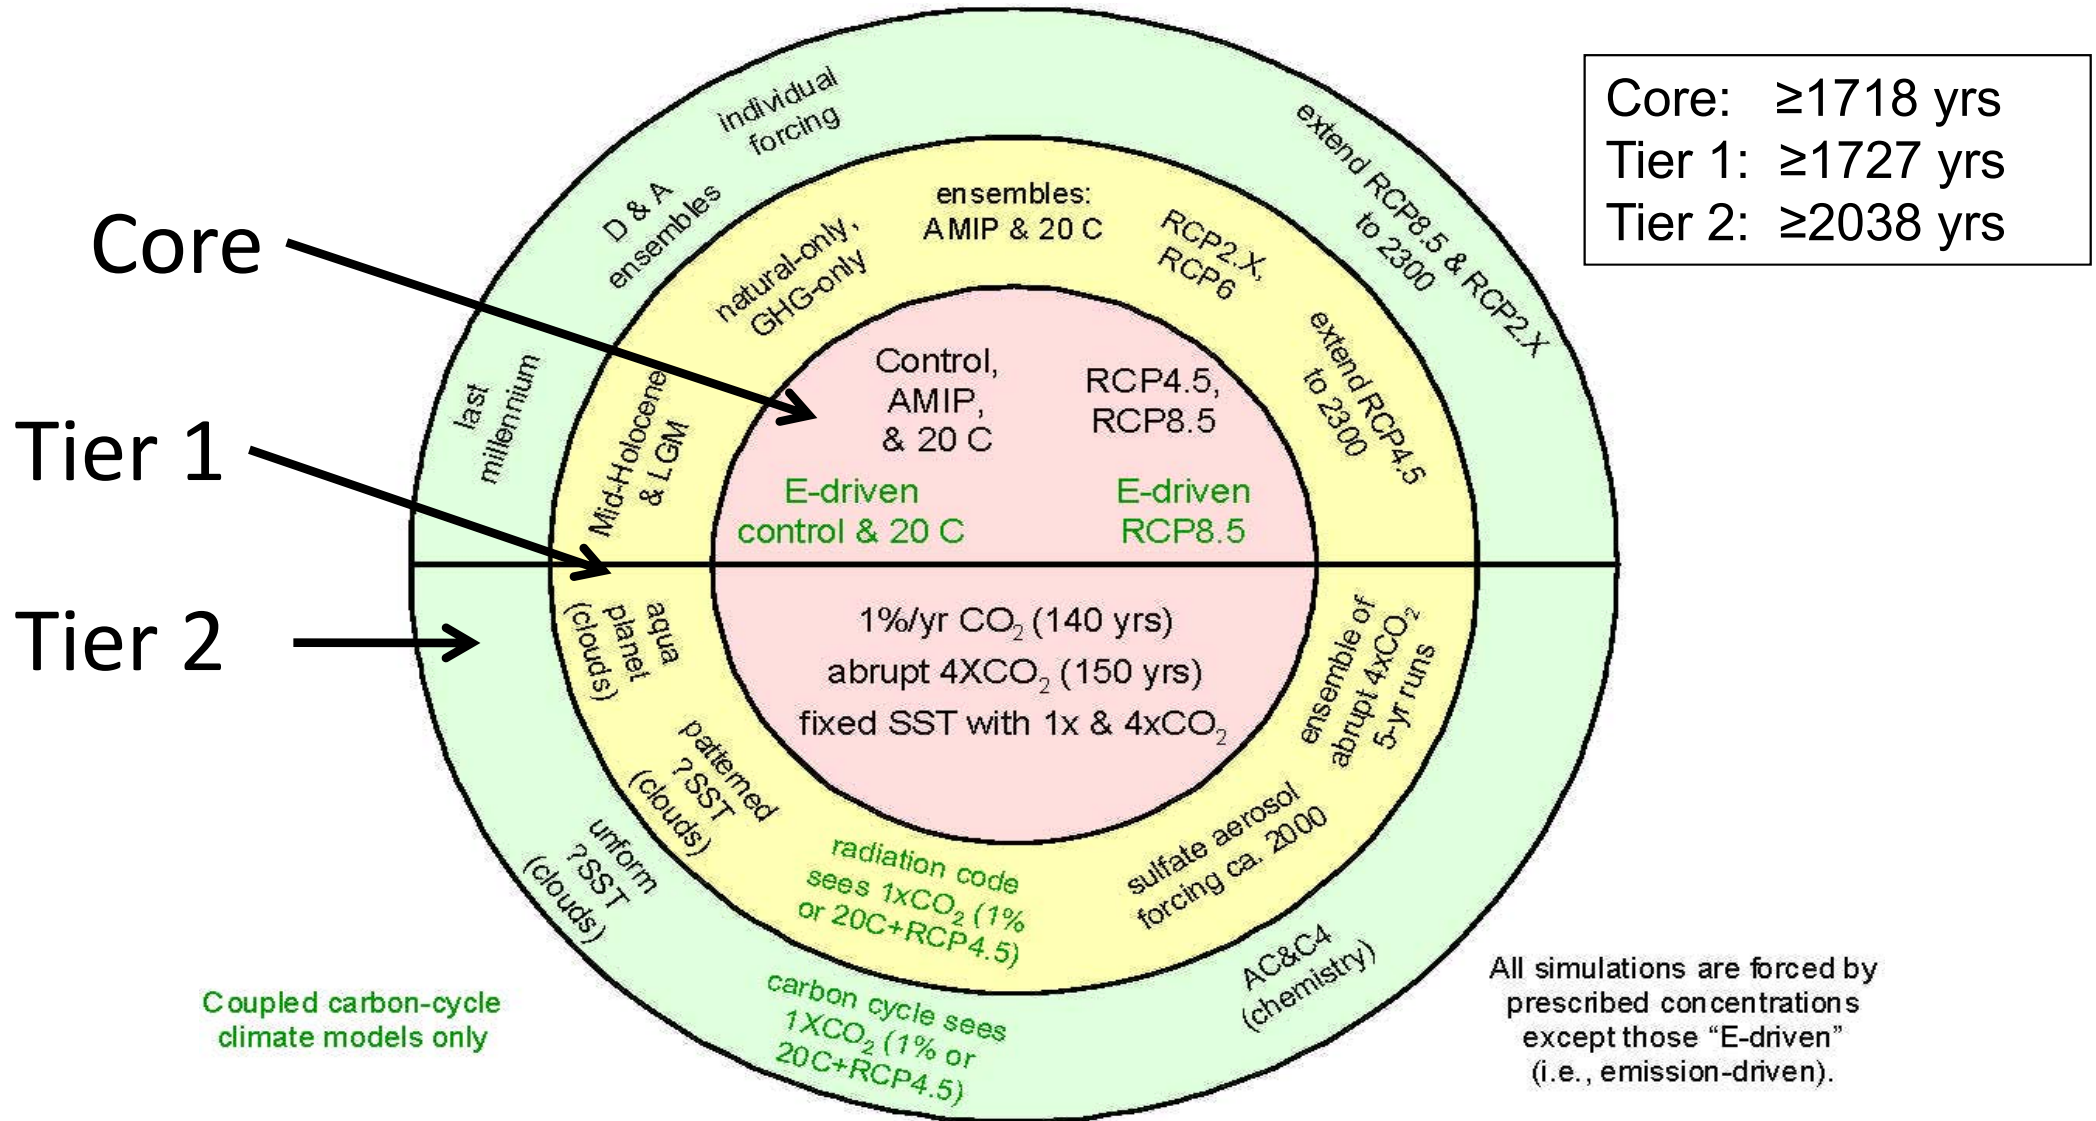 Core: ≥1718 yrs
Tier 1: ≥1727 yrs
Tier 2: ≥2038 yrs
Core
Tier 1
Tier 2
individual
forcing
D & A
ensembles
last
millennium
extend RCP8.5 & RCP2.X
to 2300
ensembles:
AMIP & 20 C
natural-only,
GHG-only
Mid-Holocene
& LGM
RCP2.X,
RCP6
extend RCP4.5
to 2300
Control,
AMIP,
& 20 C
RCP4.5,
RCP8.5
E-driven
control & 20 C
E-driven
RCP8.5
1%/yr CO₂ (140 yrs)
abrupt 4XCO₂ (150 yrs)
fixed SST with 1x & 4xCO₂
aqua
planet
(clouds)
patterned
?SST
(clouds)
radiation code
sees 1xCO₂ (1%
or 20C+RCP4.5)
sulfate aerosol
forcing ca. 2000
ensemble of
abrupt 4xCO₂
5-yr runs
unform
?SST
(clouds)
carbon cycle sees
1XCO₂ (1% or
20C+RCP4.5)
AC&C4
(chemistry)
Coupled carbon-cycle
climate models only
All simulations are forced by
prescribed concentrations
except those “E-driven”
(i.e., emission-driven).